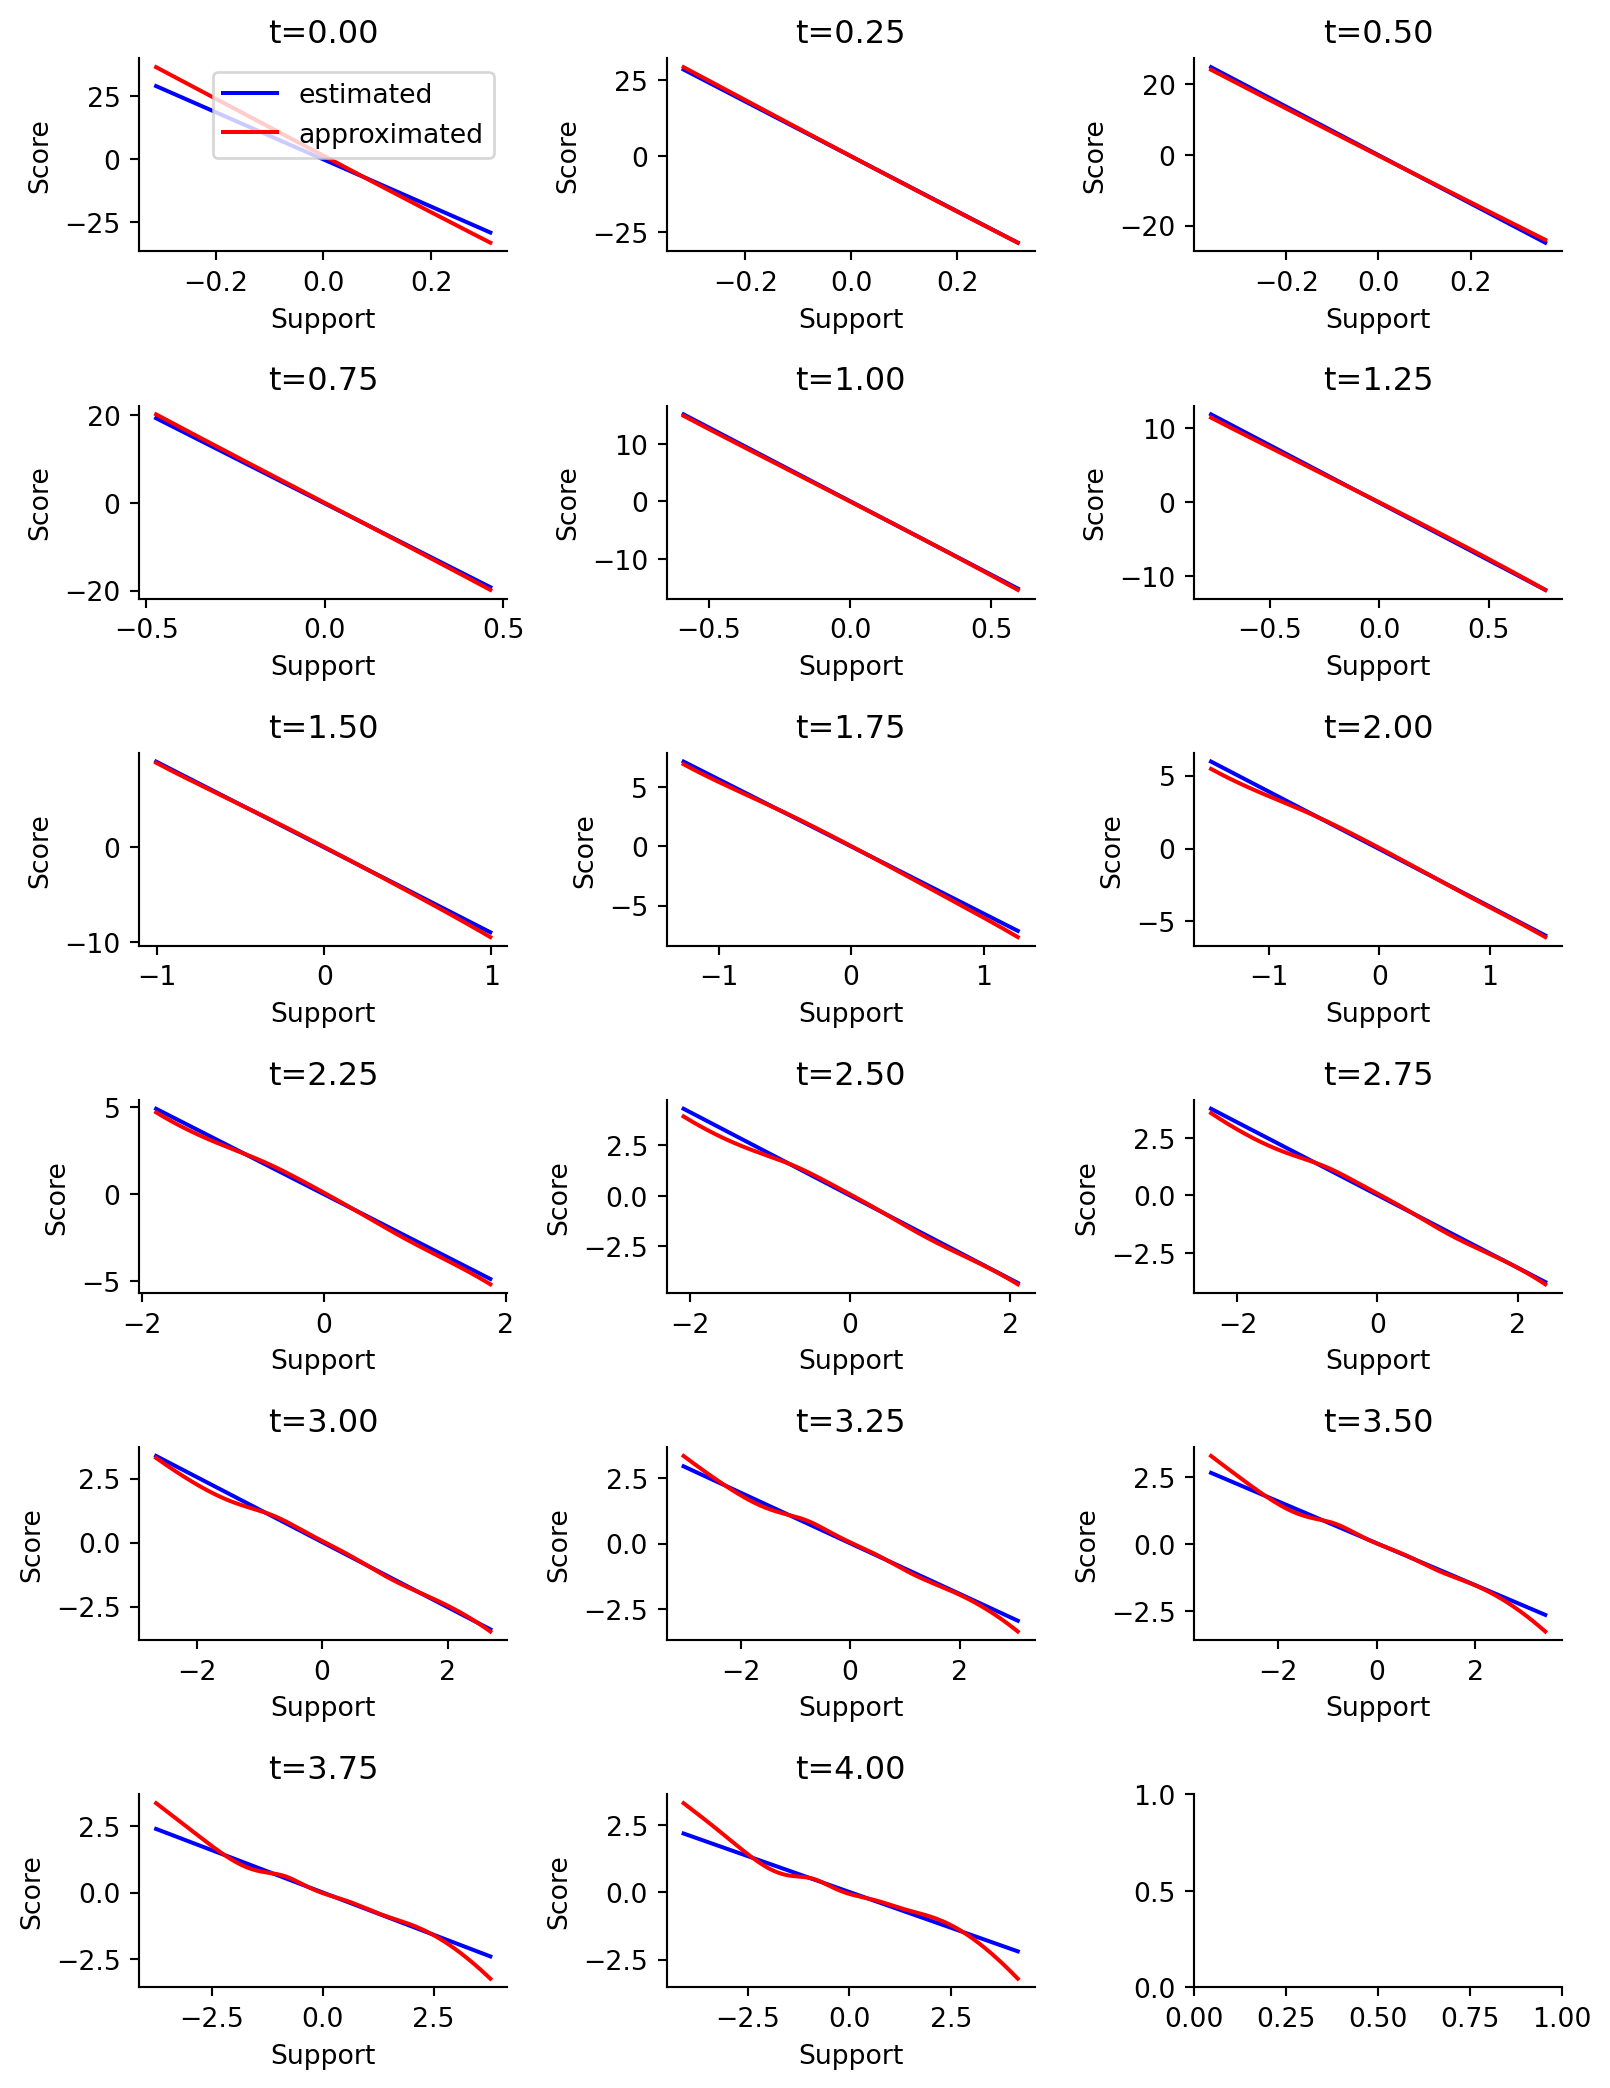 t=0.00
t=0.25
t=0.50
estimated
approximated
Score
25
0
−25
−0.2
0.0
0.2
Support
Score
25
0
−25
−0.2
0.0
0.2
Support
Score
20
0
−20
−0.2
0.0
0.2
Support
t=0.75
t=1.00
t=1.25
Score
20
0
−20
−0.5
0.0
0.5
Support
Score
10
0
−10
−0.5
0.0
0.5
Support
Score
10
0
−10
−0.5
0.0
0.5
Support
t=1.50
t=1.75
t=2.00
Score
0
−10
−1
0
1
Support
Score
5
0
−5
−1
0
1
Support
Score
5
0
−5
−1
0
1
Support
t=2.25
t=2.50
t=2.75
Score
5
0
−5
−2
0
2
Support
Score
2.5
0.0
−2.5
−2
0
2
Support
Score
2.5
0.0
−2.5
−2
0
2
Support
t=3.00
t=3.25
t=3.50
Score
2.5
0.0
−2.5
−2
0
2
Support
Score
2.5
0.0
−2.5
−2
0
2
Support
Score
2.5
0.0
−2.5
−2
0
2
Support
t=3.75
t=4.00
Score
2.5
0.0
−2.5
−2.5
0.0
2.5
Support
Score
2.5
0.0
−2.5
−2.5
0.0
2.5
Support
1.0
0.5
0.0
0.00
0.25
0.50
0.75
1.00